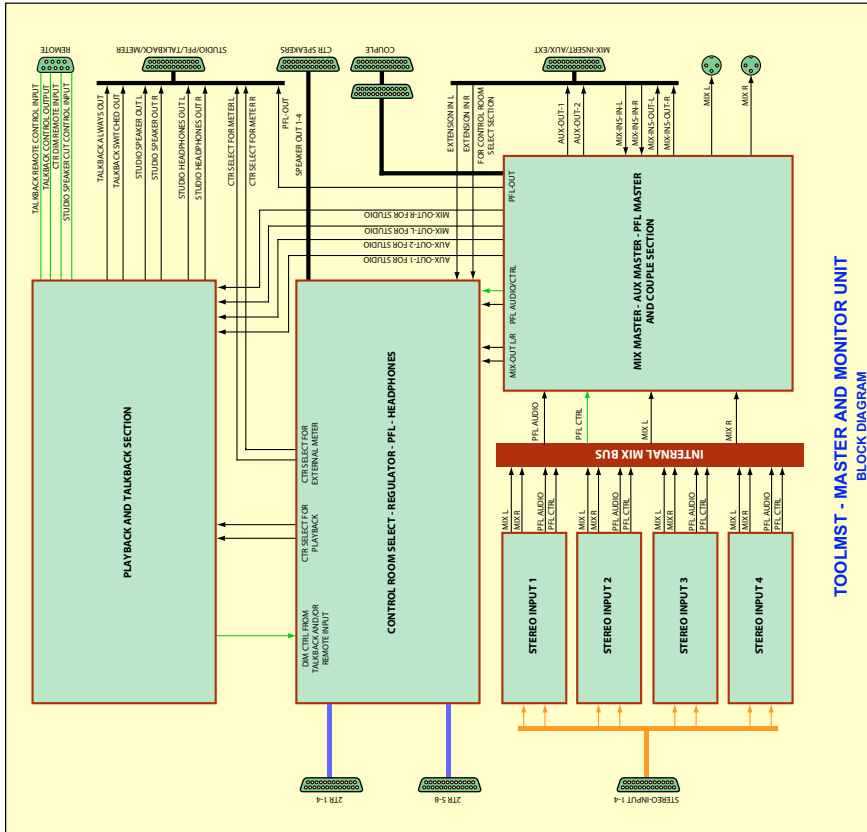 REMOTE
STUDIO/PFL/TALKBACK/METER
CTR SPEAKERS
COUPLE
MIX-INSERT/AUX/EXT
MIX L
MIX R
TALKBACK REMOTE CONTROL INPUT
TALKBACK CONTROL OUTPUT
CTR DIM REMOTE INPUT
STUDIO SPEAKER CUT CONTROL INPUT
TALKBACK ALWAYS OUT
TALKBACK SWITCHED OUT
STUDIO SPEAKER OUT L
STUDIO SPEAKER OUT R
STUDIO HEADPHONES OUT L
STUDIO HEADPHONES OUT R
CTR SELECT FOR METER L
CTR SELECT FOR METER R
PFL-OUT
SPEAKER OUT 1-4
EXTENSION IN L
EXTENSION IN R
FOR CONTROL ROOM
SELECT SECTION
AUX-OUT-1
AUX-OUT-2
MIX-INS-IN-L
MIX-INS-IN-R
MIX-INS-OUT-L
MIX-INS-OUT-R
MIX-OUT-R FOR STUDIO
MIX-OUT-L FOR STUDIO
AUX-OUT-2 FOR STUDIO
AUX-OUT-1 FOR STUDIO
PFL-OUT
PFL AUDIO/CTRL
MIX-OUT L/R
MIX MASTER - AUX MASTER - PFL MASTER
AND COUPLE SECTION
PLAYBACK AND TALKBACK SECTION
CONTROL ROOM SELECT - REGULATOR - PFL - HEADPHONES
CTR SELECT FOR
EXTERNAL METER
CTR SELECT FOR
PLAYBACK
DIM CTRL FROM
TALKBACK AND/OR
REMOTE INPUT
PFL AUDIO
PFL CTRL
MIX L
MIX R
INTERNAL MIX BUS
MIX L
MIX R
PFL AUDIO
PFL CTRL
MIX L
MIX R
PFL AUDIO
PFL CTRL
MIX L
MIX R
PFL AUDIO
PFL CTRL
MIX L
MIX R
PFL AUDIO
PFL CTRL
STEREO INPUT 1
STEREO INPUT 2
STEREO INPUT 3
STEREO INPUT 4
2TR 1-4
2TR 5-8
STEREO-INPUT 1-4
TOOLMST - MASTER AND MONITOR UNIT
BLOCK DIAGRAM